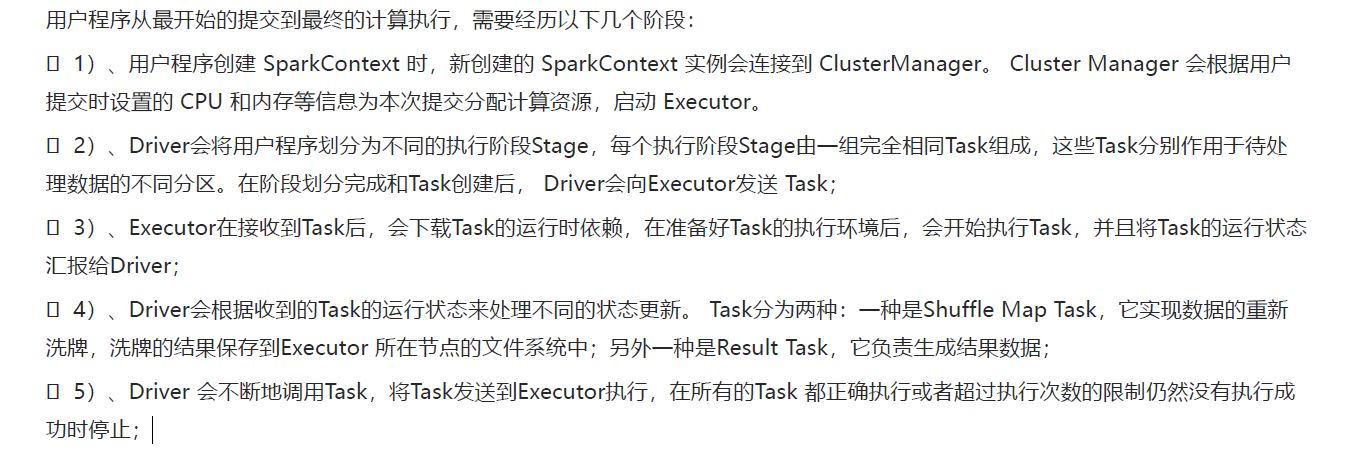 用户程序从最开始的提交到最终的计算执行，需要经历以下几个阶段：
 1）、用户程序创建 SparkContext 时，新创建的 SparkContext 实例会连接到 ClusterManager。 Cluster Manager 会根据用户
提交时设置的 CPU 和内存等信息为本次提交分配计算资源，启动 Executor。
 2）、Driver会将用户程序划分为不同的执行阶段Stage，每个执行阶段Stage由一组完全相同Task组成，这些Task分别作用于待处
理数据的不同分区。在阶段划分完成和Task创建后， Driver会向Executor发送 Task；
 3）、Executor在接收到Task后，会下载Task的运行时依赖，在准备好Task的执行环境后，会开始执行Task，并且将Task的运行状态
汇报给Driver；
 4）、Driver会根据收到的Task的运行状态来处理不同的状态更新。 Task分为两种：一种是Shuffle Map Task，它实现数据的重新
洗牌，洗牌的结果保存到Executor 所在节点的文件系统中；另外一种是Result Task，它负责生成结果数据；
 5）、Driver 会不断地调用Task，将Task发送到Executor执行，在所有的Task 都正确执行或者超过执行次数的限制仍然没有执行成
功时停止；